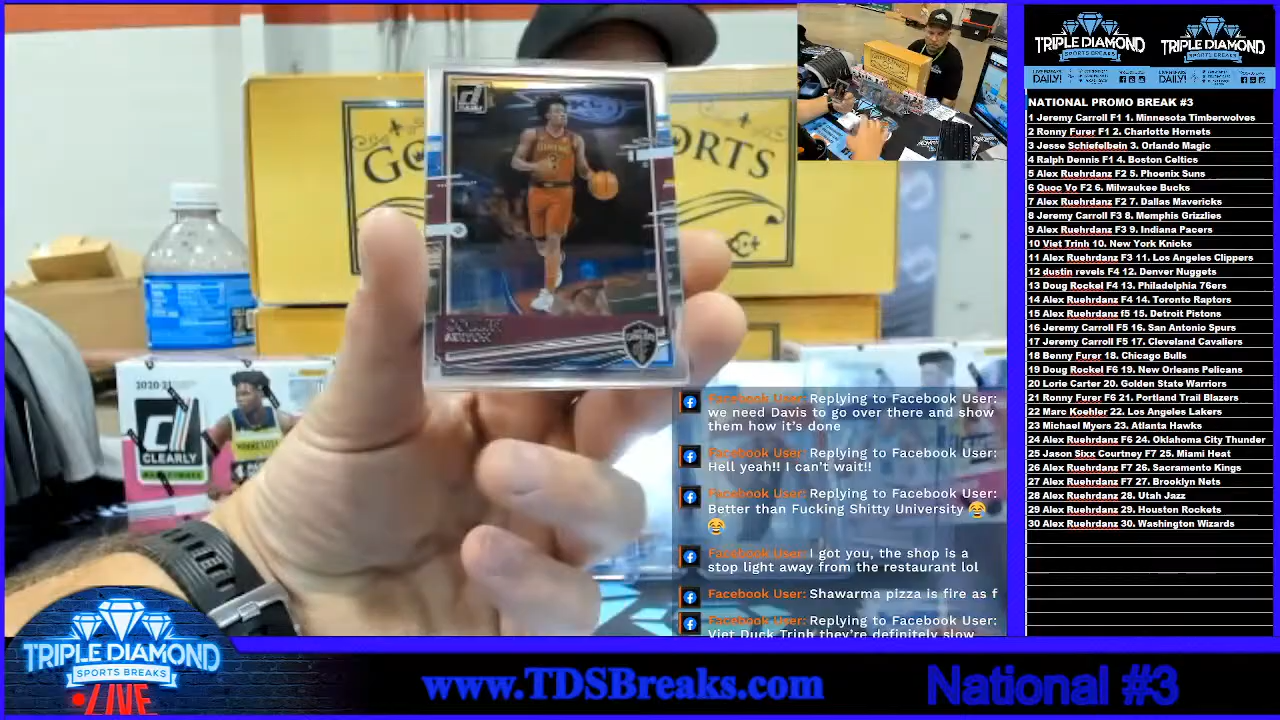 TRIPLE DIAMOND
SPORTS BREAKS
TRIPLE DIAMOND
SPORTS BREAKS
DAILY!
DAILY!
NATIONAL PROMO BREAK #3
1 Jeremy Carroll F1 1. Minnesota Timberwolves
2 Ronny Furer F1 2. Charlotte Hornets
3 Jesse Schiefelbein 3. Orlando Magic
4 Ralph Dennis F1 4. Boston Celtics
5 Alex Ruehrdanz F2 5. Phoenix Suns
6 Quoc Vo F2 6. Milwaukee Bucks
7 Alex Ruehrdanz F2 7. Dallas Mavericks
8 Jeremy Carroll F3 8. Memphis Grizzlies
9 Alex Ruehrdanz F3 9. Indiana Pacers
10 Viet Trinh 10. New York Knicks
11 Alex Ruehrdanz F3 11. Los Angeles Clippers
12 dustin revels F4 12. Denver Nuggets
13 Doug Rockel F4 13. Philadelphia 76ers
14 Alex Ruehrdanz F4 14. Toronto Raptors
15 Alex Ruehrdanz f5 15. Detroit Pistons
16 Jeremy Carroll F5 16. San Antonio Spurs
17 Jeremy Carroll F5 17. Cleveland Cavaliers
18 Benny Furer 18. Chicago Bulls
19 Doug Rockel F6 19. New Orleans Pelicans
20 Lorie Carter 20. Golden State Warriors
21 Ronny Furer F6 21. Portland Trail Blazers
22 Marc Koehler 22. Los Angeles Lakers
23 Michael Myers 23. Atlanta Hawks
24 Alex Ruehrdanz F6 24. Oklahoma City Thunder
25 Jason Sixx Courtney F7 25. Miami Heat
26 Alex Ruehrdanz F7 26. Sacramento Kings
27 Alex Ruehrdanz F7 27. Brooklyn Nets
28 Alex Ruehrdanz 28. Utah Jazz
29 Alex Ruehrdanz 29. Houston Rockets
30 Alex Ruehrdanz 30. Washington Wizards
GO
ORTS
COLLIN
SEXTON
2020-21
CLEARLY
Facebook User: Replying to Facebook User:
we need Davis to go over there and show
them how it's done
Facebook User: Replying to Facebook User:
Hell yeah!! I can't wait!!
Facebook User: Replying to Facebook User:
Better than Fucking Shitty University 😂
😂
Facebook User: I got you, the shop is a
stop light away from the restaurant lol
Facebook User: Shawarma pizza is fire as f
Facebook User: Replying to Facebook User:
Viet Duck Trinh they're definitely slow
TRIPLE DIAMOND
SPORTS BREAKS
LIVE
www.TDSBreaks.com
National #3